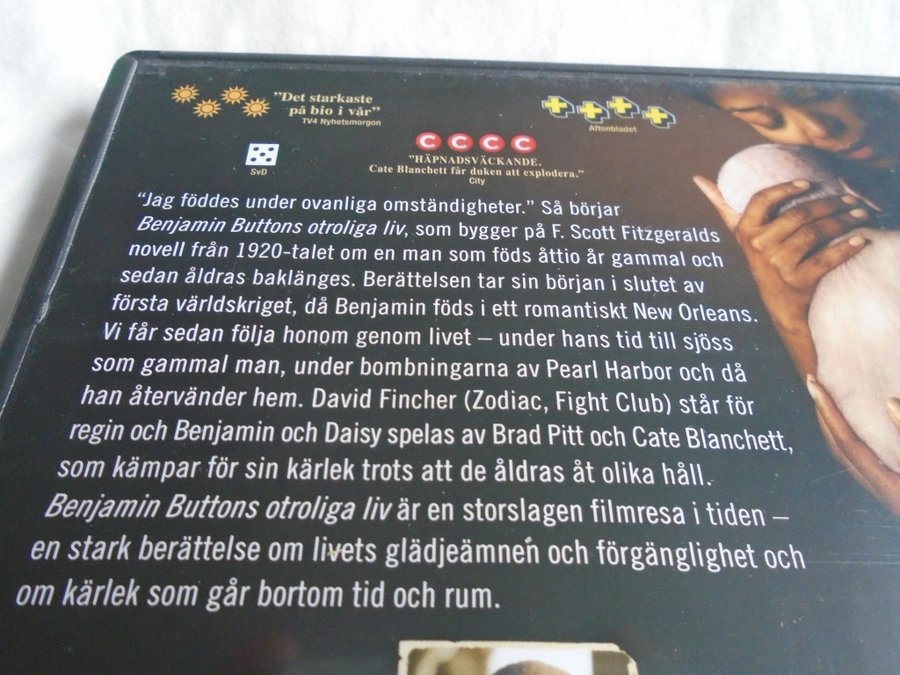 "Det starkaste
på bio i vår"
TV4 Nyhetsmorgon
Aftonbladet
C C C C
"HÄPNADSVÄCKANDE.
Cate Blanchett får duken att explodera."
City
SvD
"Jag föddes under ovanliga omständigheter." Så börjar
Benjamin Buttons otroliga liv, som bygger på F. Scott Fitzgeralds
novell från 1920-talet om en man som föds åttio år gammal och
sedan åldras baklänges. Berättelsen tar sin början i slutet av
första världskriget, då Benjamin föds i ett romantiskt New Orleans.
Vi får sedan följa honom genom livet – under hans tid till sjöss
som gammal man, under bombningarna av Pearl Harbor och då
han återvänder hem. David Fincher (Zodiac, Fight Club) står för
regin och Benjamin och Daisy spelas av Brad Pitt och Cate Blanchett,
som kämpar för sin kärlek trots att de åldras åt olika håll.
Benjamin Buttons otroliga liv är en storslagen filmresa i tiden –
en stark berättelse om livets glädjeämnen och förgänglighet och
om kärlek som går bortom tid och rum.